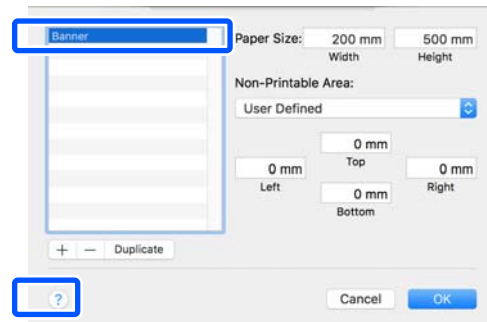 Banner
Paper Size: 200 mm 500 mm
Width Height
Non-Printable Area:
User Defined
0 mm
Top
0 mm 0 mm
Left Right
0 mm
Bottom
+ − Duplicate
? Cancel OK